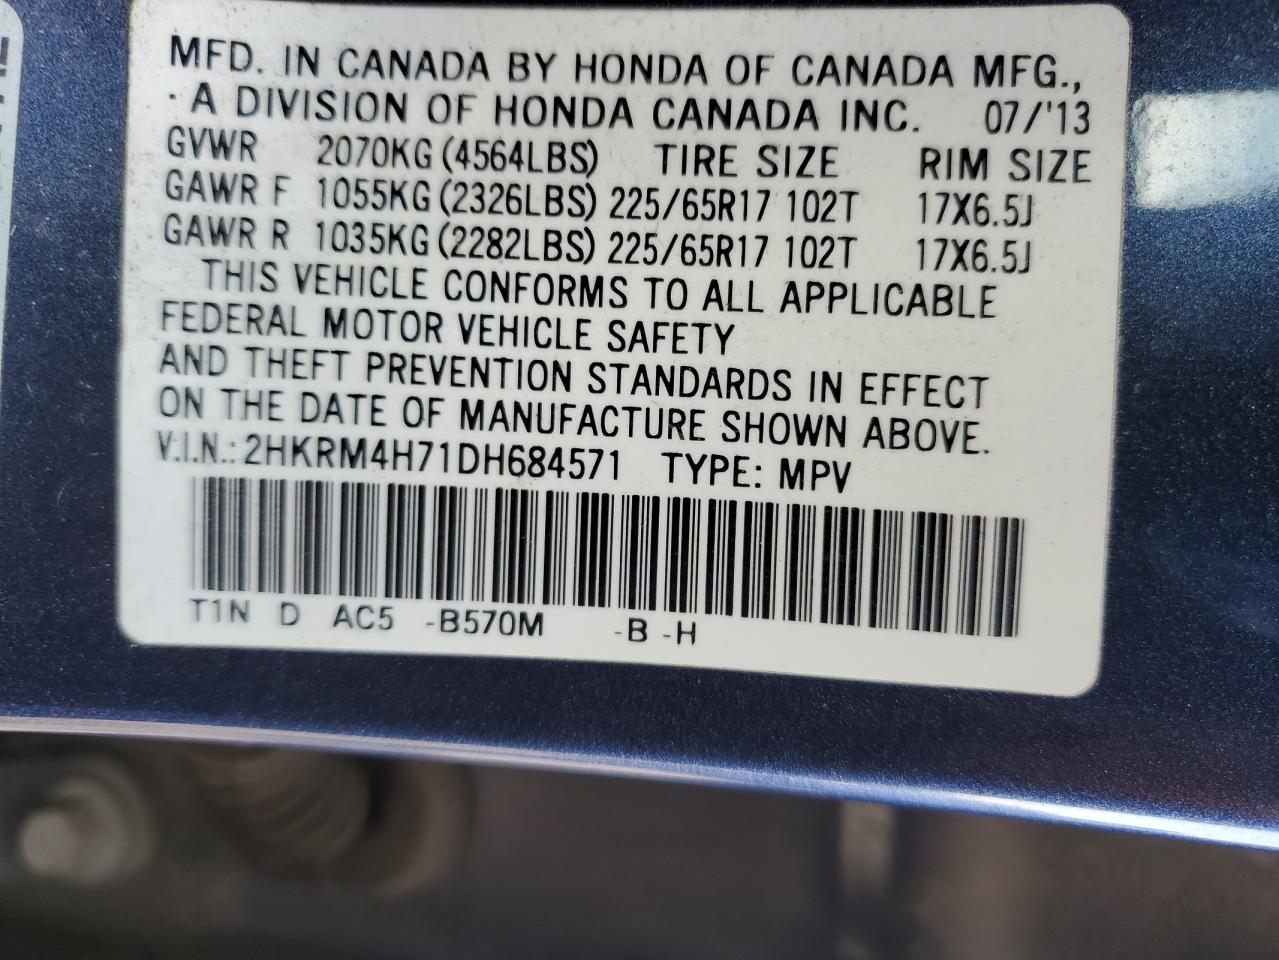 MFD. IN CANADA BY HONDA OF CANADA MFG.,
· A DIVISION OF HONDA CANADA INC. 07/'13
GVWR 2070KG (4564LBS) TIRE SIZE RIM SIZE
GAWR F 1055KG (2326LBS) 225/65R17 102T 17X6.5J
GAWR R 1035KG (2282LBS) 225/65R17 102T 17X6.5J
THIS VEHICLE CONFORMS TO ALL APPLICABLE
FEDERAL MOTOR VEHICLE SAFETY
AND THEFT PREVENTION STANDARDS IN EFFECT
ON THE DATE OF MANUFACTURE SHOWN ABOVE.
V.I.N.: 2HKRM4H71DH684571 TYPE: MPV
T1N D AC5 -B570M -B -H